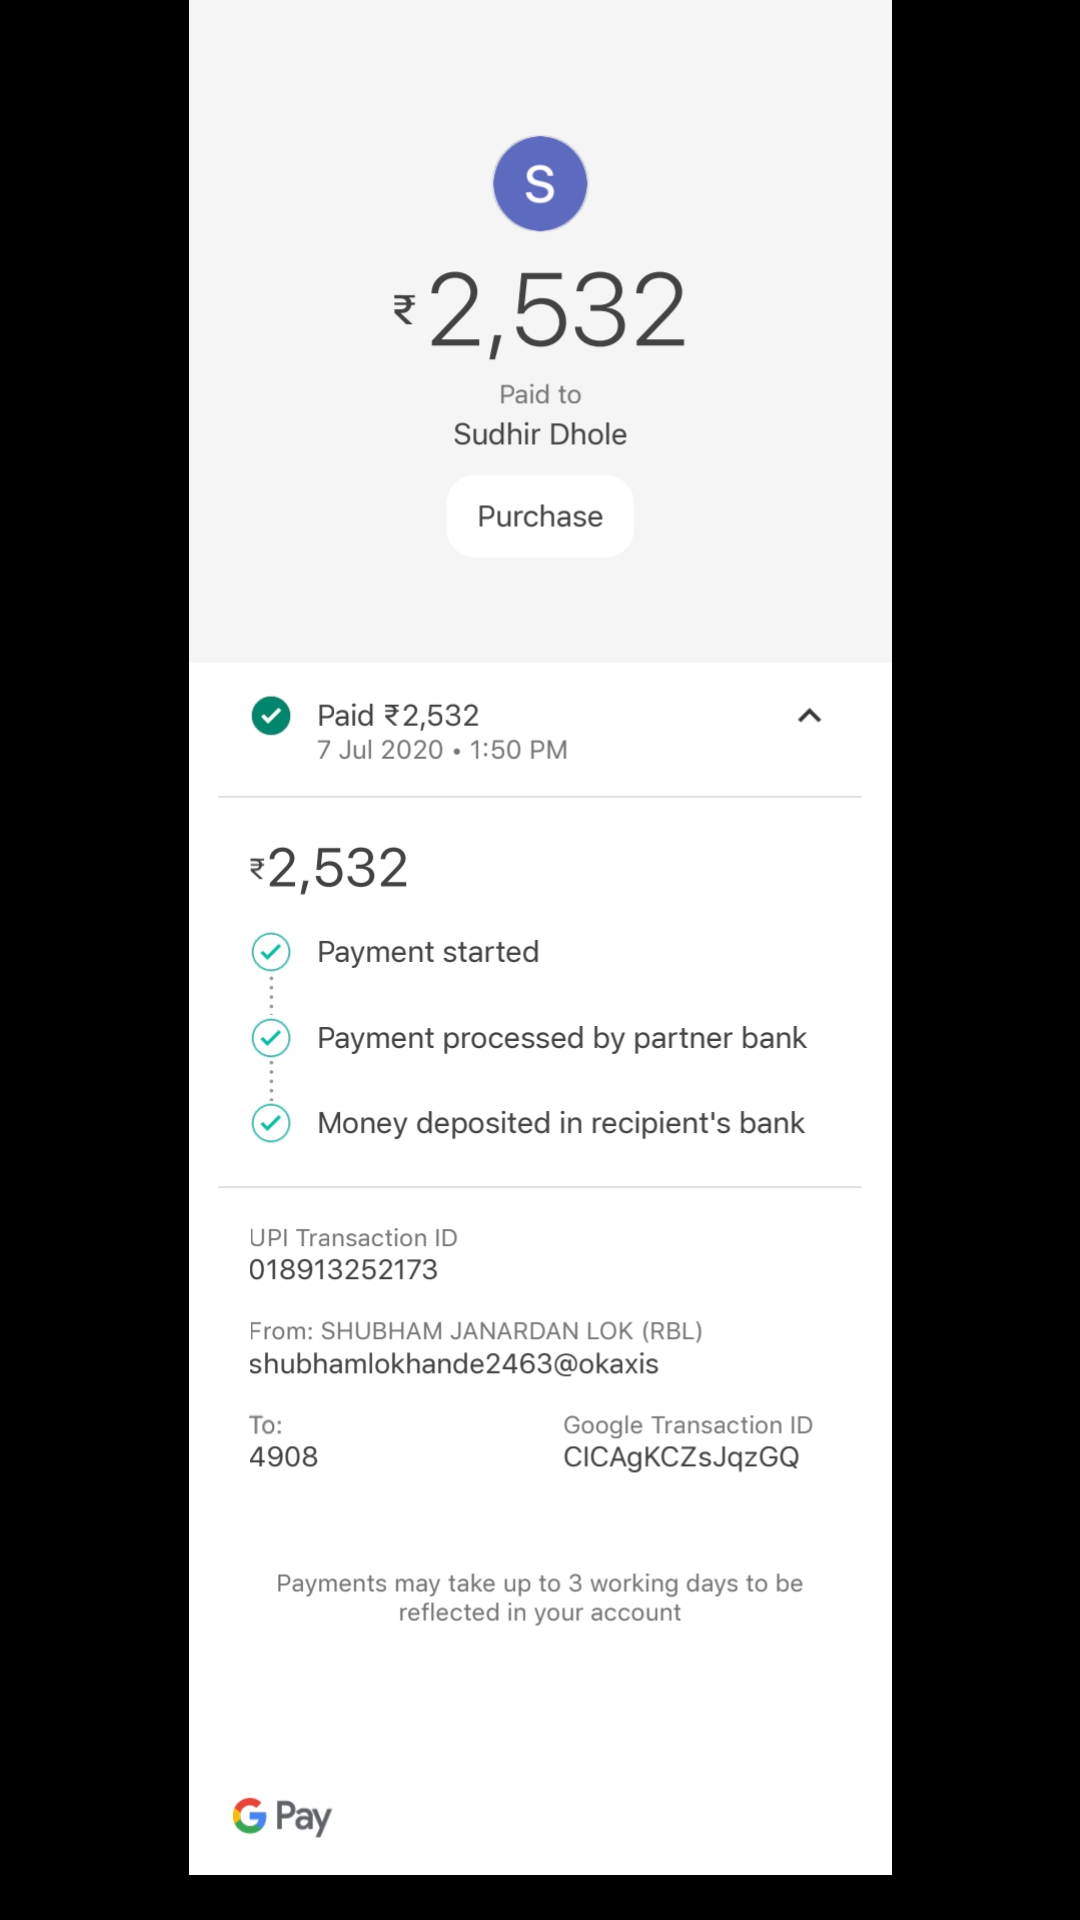 S
₹2,532
Paid to
Sudhir Dhole
Purchase
Paid ₹2,532
7 Jul 2020 • 1:50 PM
₹2,532
Payment started
Payment processed by partner bank
Money deposited in recipient's bank
UPI Transaction ID
018913252173
From: SHUBHAM JANARDAN LOK (RBL)
shubhamlokhande2463@okaxis
To:
4908
Google Transaction ID
CICAgKCZsJqzGQ
Payments may take up to 3 working days to be
reflected in your account
G Pay